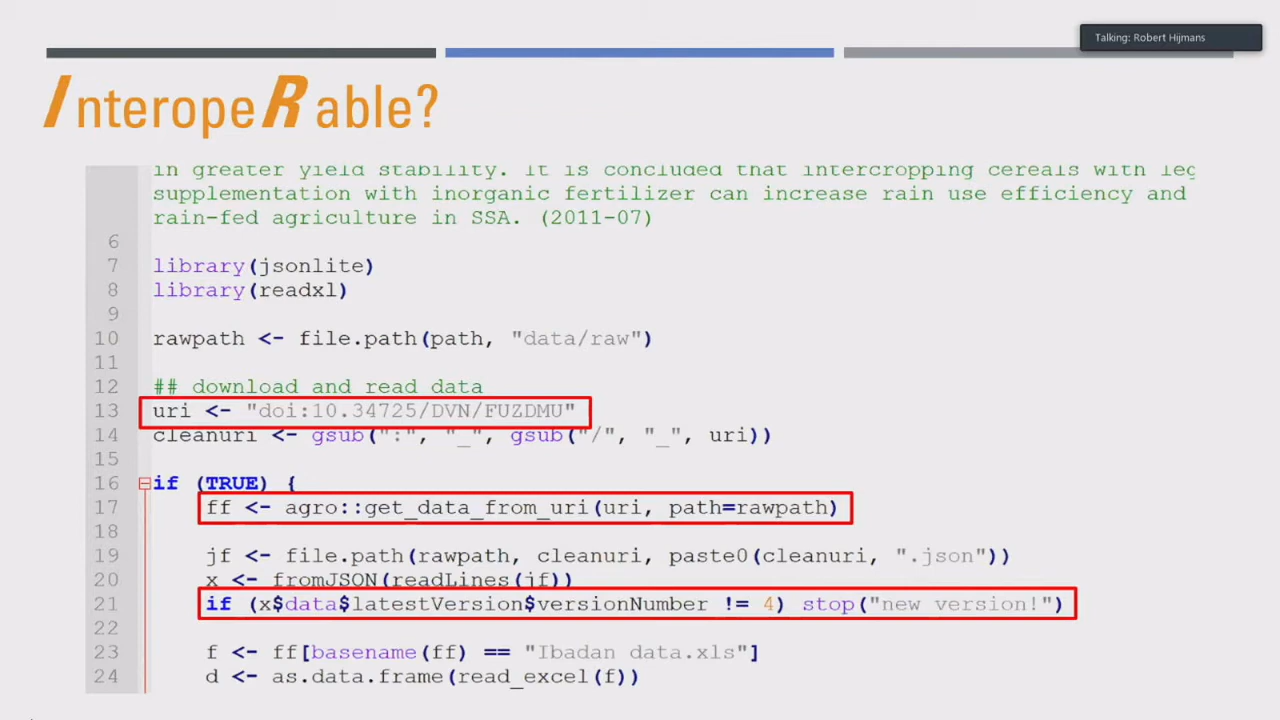 Talking: Robert Hijmans
InteropeRable?
in greater yield stability. It is concluded that intercropping cereals with leg
supplementation with inorganic fertilizer can increase rain use efficiency and
rain-fed agriculture in SSA. (2011-07)
6
7 library(jsonlite)
8 library(readxl)
9
10 rawpath <- file.path(path, "data/raw")
11
12 ## download and read data
13 uri <- "doi:10.34725/DVN/FUZDMU"
14 cleanuri <- gsub(":", "_", gsub("/", "_", uri))
15
16 if (TRUE) {
17 ff <- agro::get_data_from_uri(uri, path=rawpath)
18
19 jf <- file.path(rawpath, cleanuri, paste0(cleanuri, ".json"))
20 x <- fromJSON(readLines(jf))
21 if (x$data$latestVersion$versionNumber != 4) stop("new version!")
22
23 f <- ff[basename(ff) == "Ibadan data.xls"]
24 d <- as.data.frame(read_excel(f))